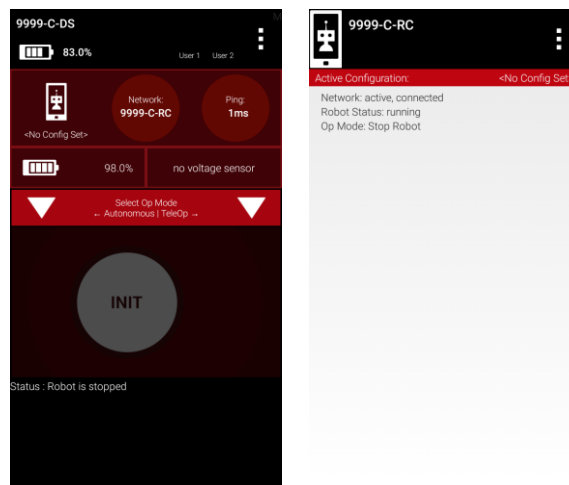 9999-C-DS
M
83.0%
User 1 User 2
<No Config Set>
Network:
9999-C-RC
Ping:
1ms
98.0%
no voltage sensor
Select Op Mode
← Autonomous | TeleOp →
INIT
Status : Robot is stopped
9999-C-RC
Active Configuration: <No Config Set
Network: active, connected
Robot Status: running
Op Mode: Stop Robot